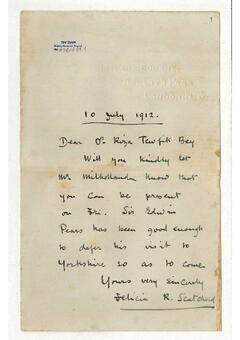 1
10 July 1912.
Dear Dr Riza Tewfik Bey
Will you kindly let
Mr Milholland know that
you can be present
on Fri. Sir Edwin
Pears has been good enough
to defer his visit to
Yorkshire so as to come.
Yours very sincerely
Felicia R. Scatcherd